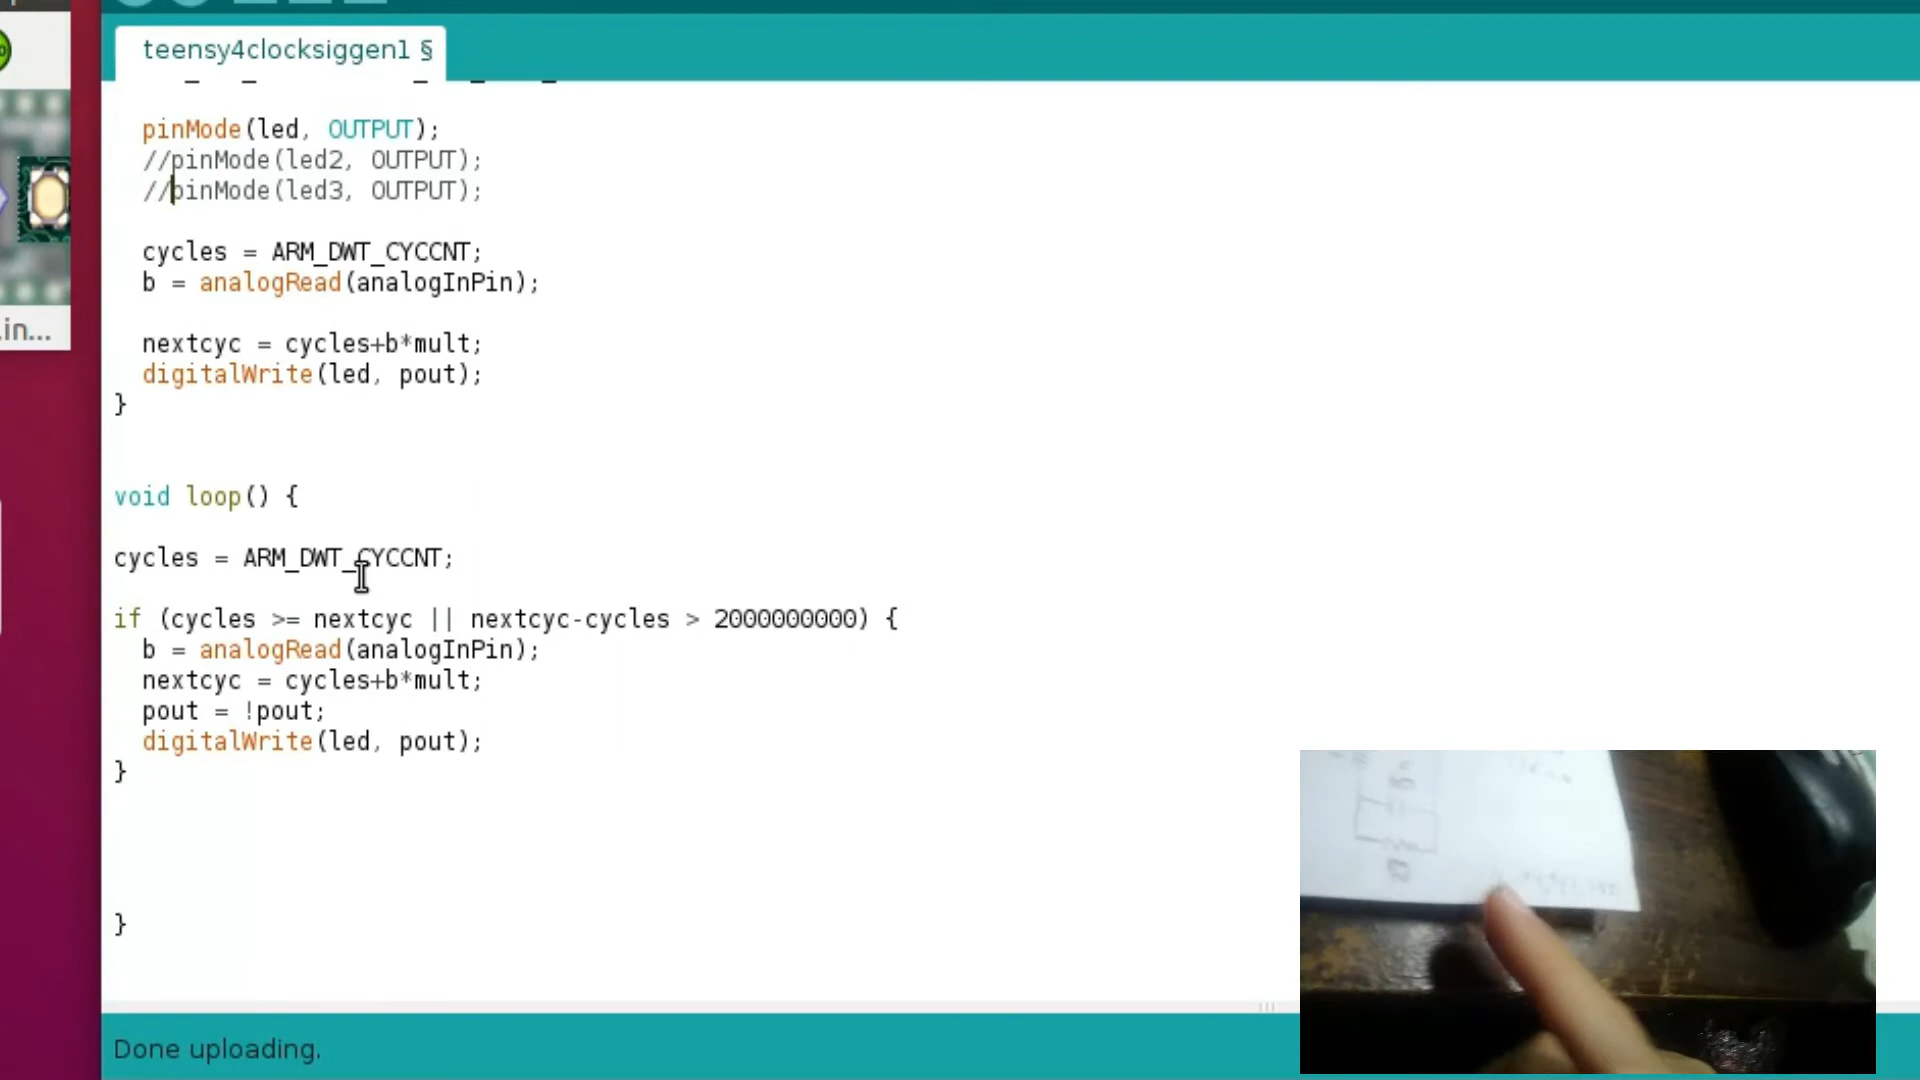 teensy4clocksiggen1 §
pinMode(led, OUTPUT);
//pinMode(led2, OUTPUT);
//pinMode(led3, OUTPUT);
cycles = ARM_DWT_CYCCNT;
b = analogRead(analogInPin);
nextcyc = cycles+b*mult;
digitalWrite(led, pout);
}
void loop() {
cycles = ARM_DWT_CYCCNT;
if (cycles >= nextcyc || nextcyc-cycles > 2000000000) {
b = analogRead(analogInPin);
nextcyc = cycles+b*mult;
pout = !pout;
digitalWrite(led, pout);
}
}
.in...
Done uploading.